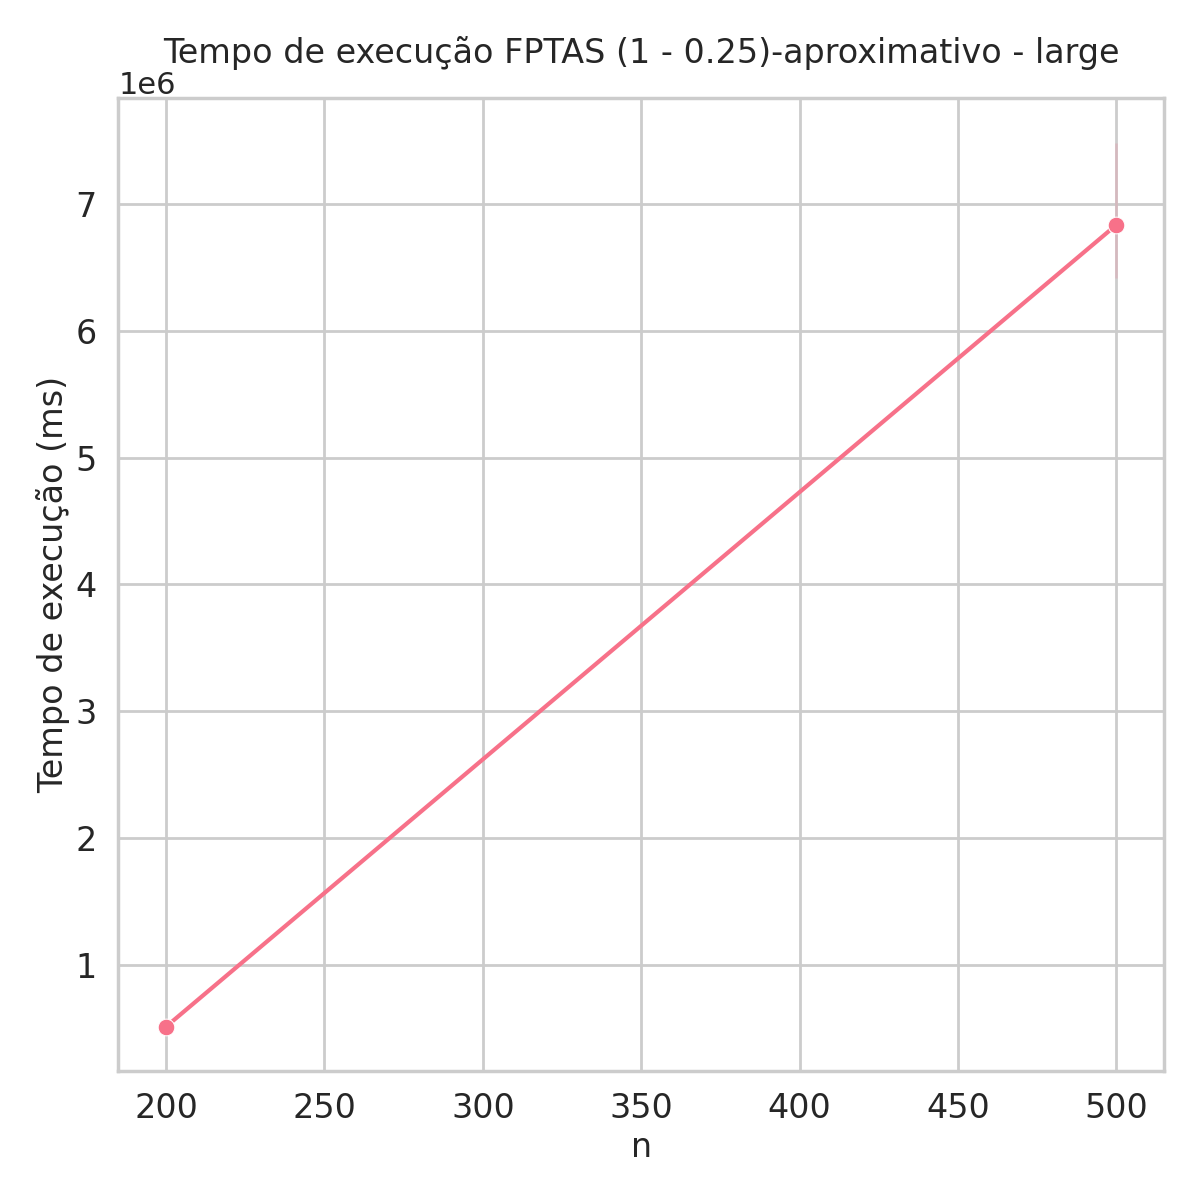 Tempo de execução FPTAS (1 - 0.25)-aproximativo - large
1e6
7
6
5
4
3
2
1
Tempo de execução (ms)
200 250 300 350 400 450 500
n